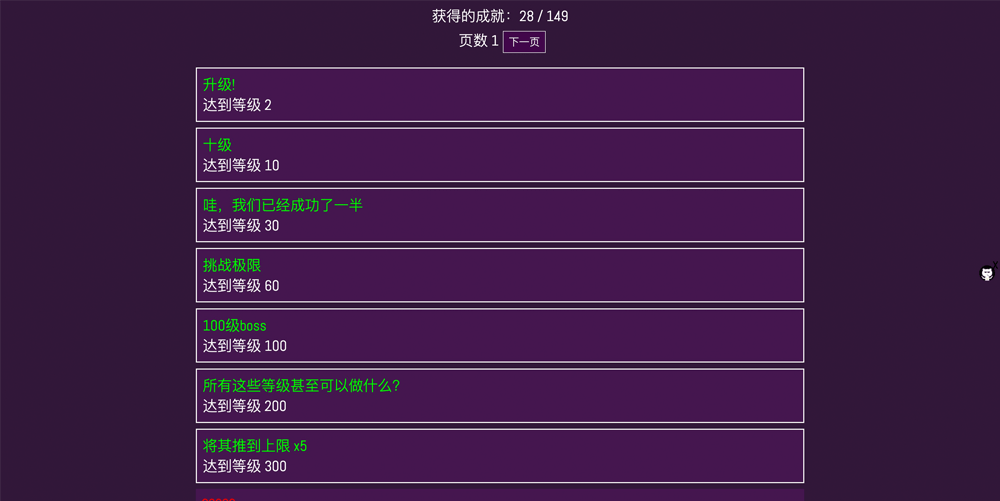 获得的成就：28 / 149
页数 1 下一页
升级!
达到等级 2
十级
达到等级 10
哇，我们已经成功了一半
达到等级 30
挑战极限
达到等级 60
100级boss
达到等级 100
所有这些等级甚至可以做什么?
达到等级 200
将其推到上限 x5
达到等级 300